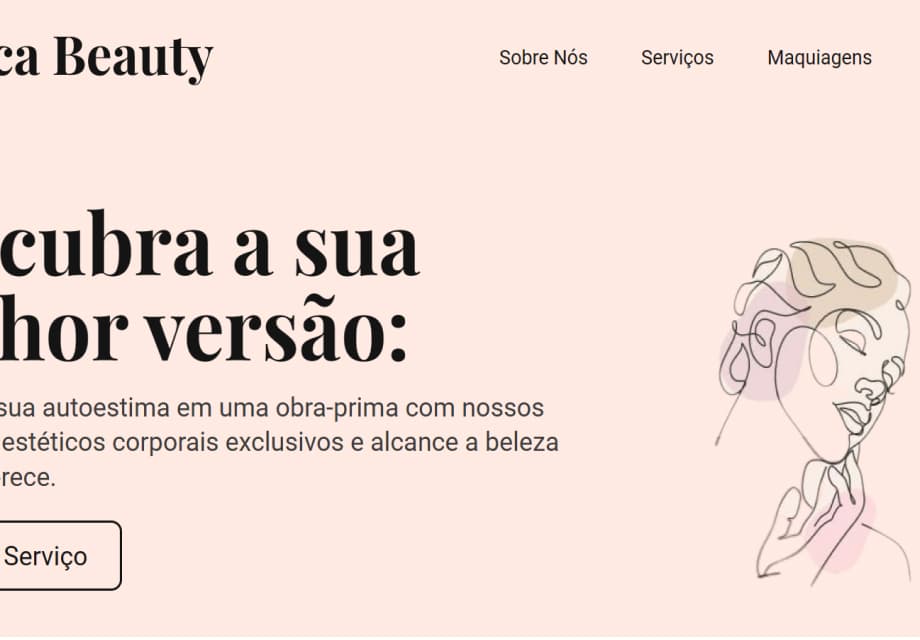 ca Beauty
Sobre Nós Serviços Maquiagens
cubra a sua
hor versão:
sua autoestima em uma obra-prima com nossos
estéticos corporais exclusivos e alcance a beleza
rece.
Serviço